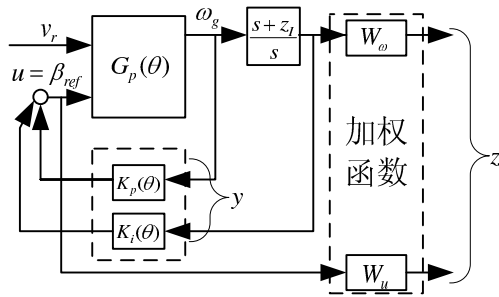 v_r
ω_g
s + z_I
s
W_ω
G_p(θ)
u = β_ref
加权
函数
z
K_p(θ)
y
K_i(θ)
W_u